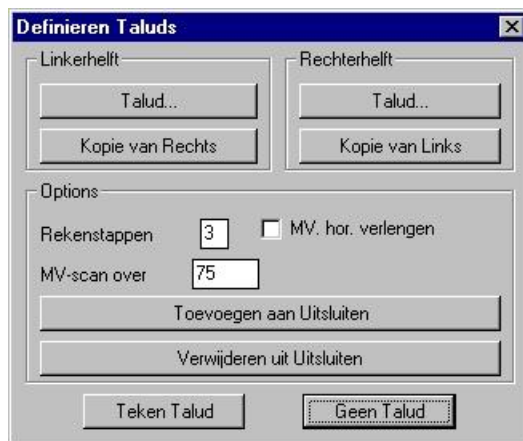 Definieren Taluds
Linkerhelft
Talud...
Kopie van Rechts
Rechterhelft
Talud...
Kopie van Links
Options
Rekenstappen 3 MV. hor. verlengen
MV-scan over 75
Toevoegen aan Uitsluiten
Verwijderen uit Uitsluiten
Teken Talud Geen Talud